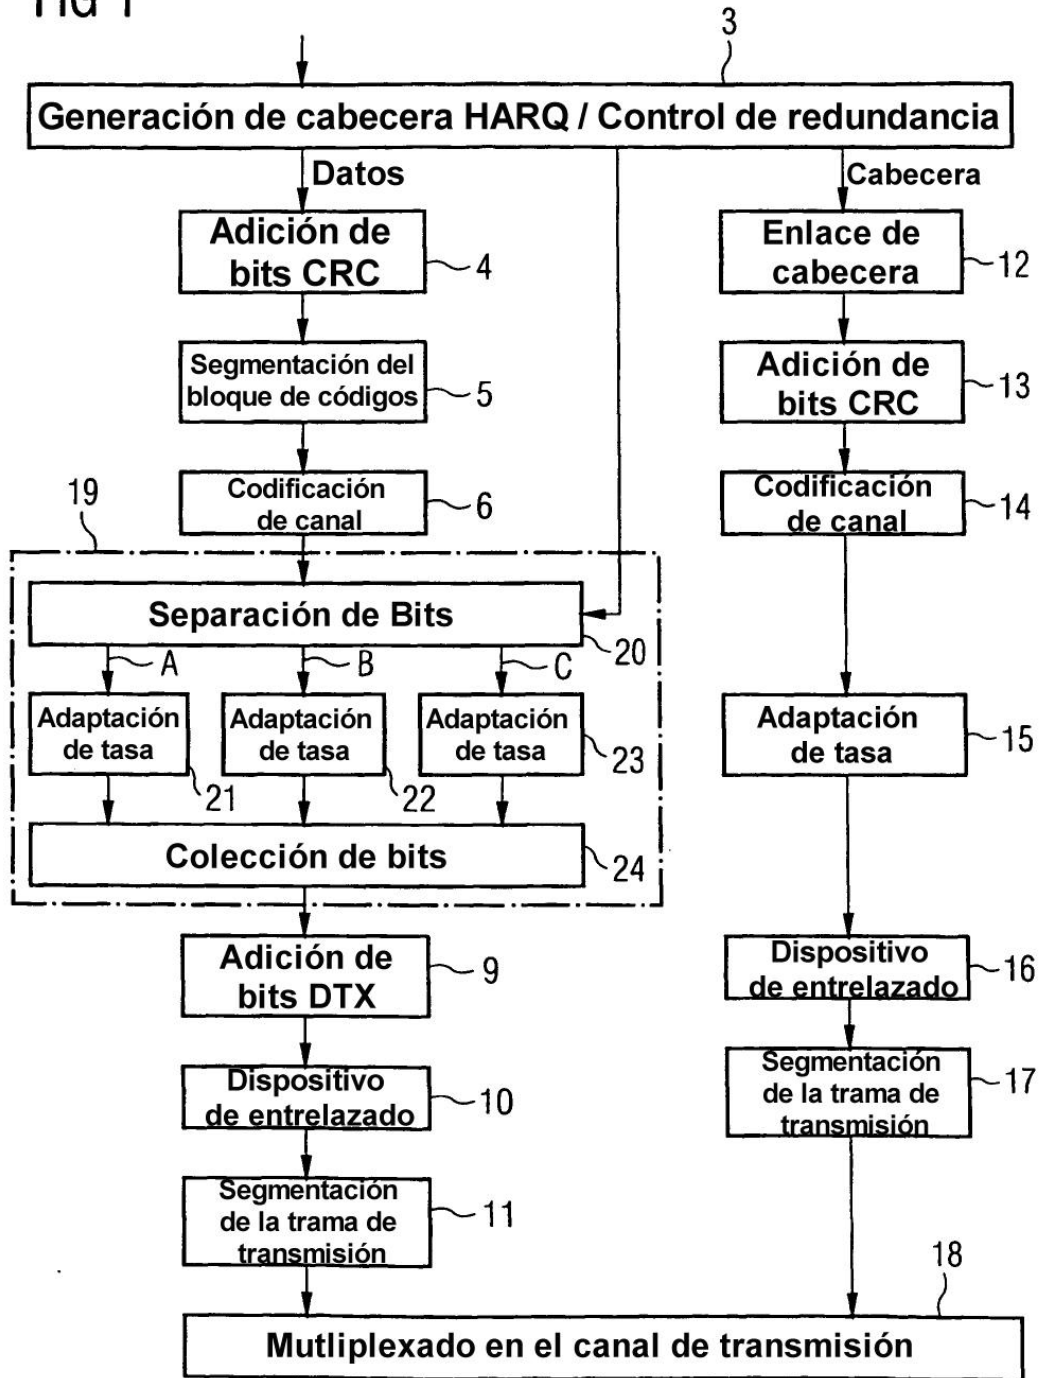 FIG 1
3
Generación de cabecera HARQ / Control de redundancia
Datos
Cabecera
Adición de
bits CRC
4
Enlace de
cabecera
12
Segmentación del
bloque de códigos
5
Adición de
bits CRC
13
19
Codificación
de canal
6
Codificación
de canal
14
Separación de Bits
20
A
B
C
Adaptación
de tasa
21
Adaptación
de tasa
22
Adaptación
de tasa
23
Adaptación
de tasa
15
Colección de bits
24
Adición de
bits DTX
9
Dispositivo
de entrelazado
16
Dispositivo
de entrelazado
10
Segmentación
de la trama de
transmisión
17
Segmentación
de la trama de
transmisión
11
18
Mutliplexado en el canal de transmisión